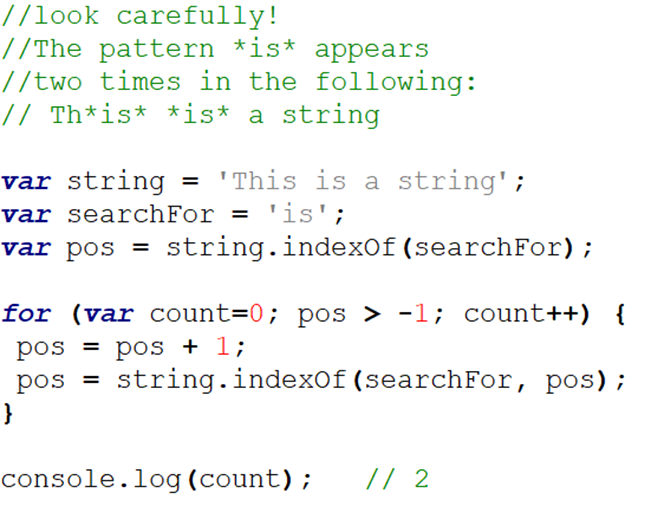 //look carefully!
//The pattern *is* appears
//two times in the following:
// Th*is* *is* a string
var string = 'This is a string';
var searchFor = 'is';
var pos = string.indexOf(searchFor);
for (var count=0; pos > -1; count++) {
pos = pos + 1;
pos = string.indexOf(searchFor, pos);
}
console.log(count); // 2